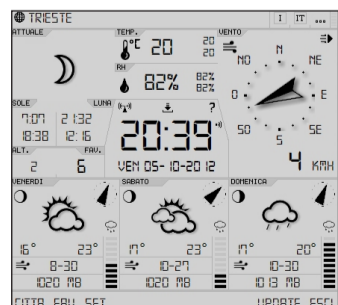 TRIESTE I IT ...
ATTUALE TEMP. VENTO
°C 20 20 20
RH
82% 82% 82%
N NE E SE S SO O NO
SOLE LUNA
7:07 21:32
18:38 12:16
?
20:39
VEN 05-10-2012
ALT. FAV.
2 6
4 KMH
VENERDI SABATO DOMENICA
16° 23° 17° 23° 17° 20°
8-30 10-27 10-30
1020 MB 1020 MB 1013 MB
CITTA FAV SET UPDATE ESCI